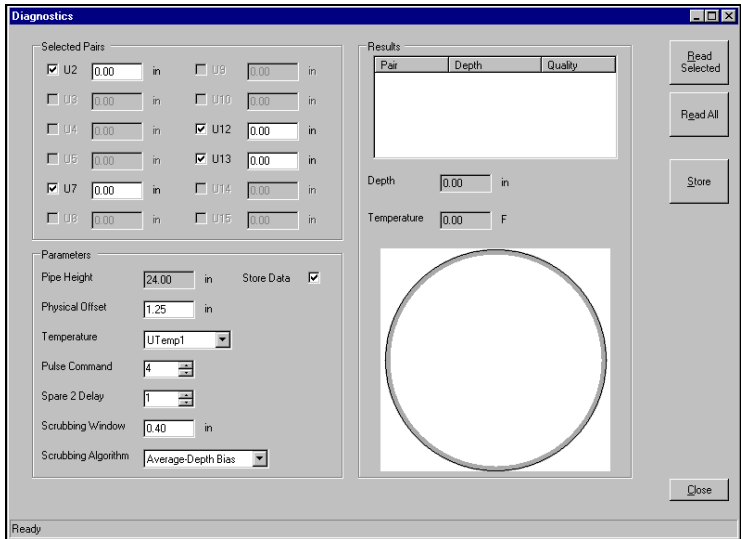 Diagnostics
Selected Pairs
U2 0.00 in U9 0.00 in
U3 0.00 in U10 0.00 in
U4 0.00 in U12 0.00 in
U5 0.00 in U13 0.00 in
U7 0.00 in U14 0.00 in
U8 0.00 in U15 0.00 in
Parameters
Pipe Height 24.00 in Store Data
Physical Offset 1.25 in
Temperature UTemp1
Pulse Command 4
Spare 2 Delay 1
Scrubbing Window 0.40 in
Scrubbing Algorithm Average-Depth Bias
Results
Pair Depth Quality
Depth 0.00 in
Temperature 0.00 F
Read
Selected
Read All
Store
Close
Ready